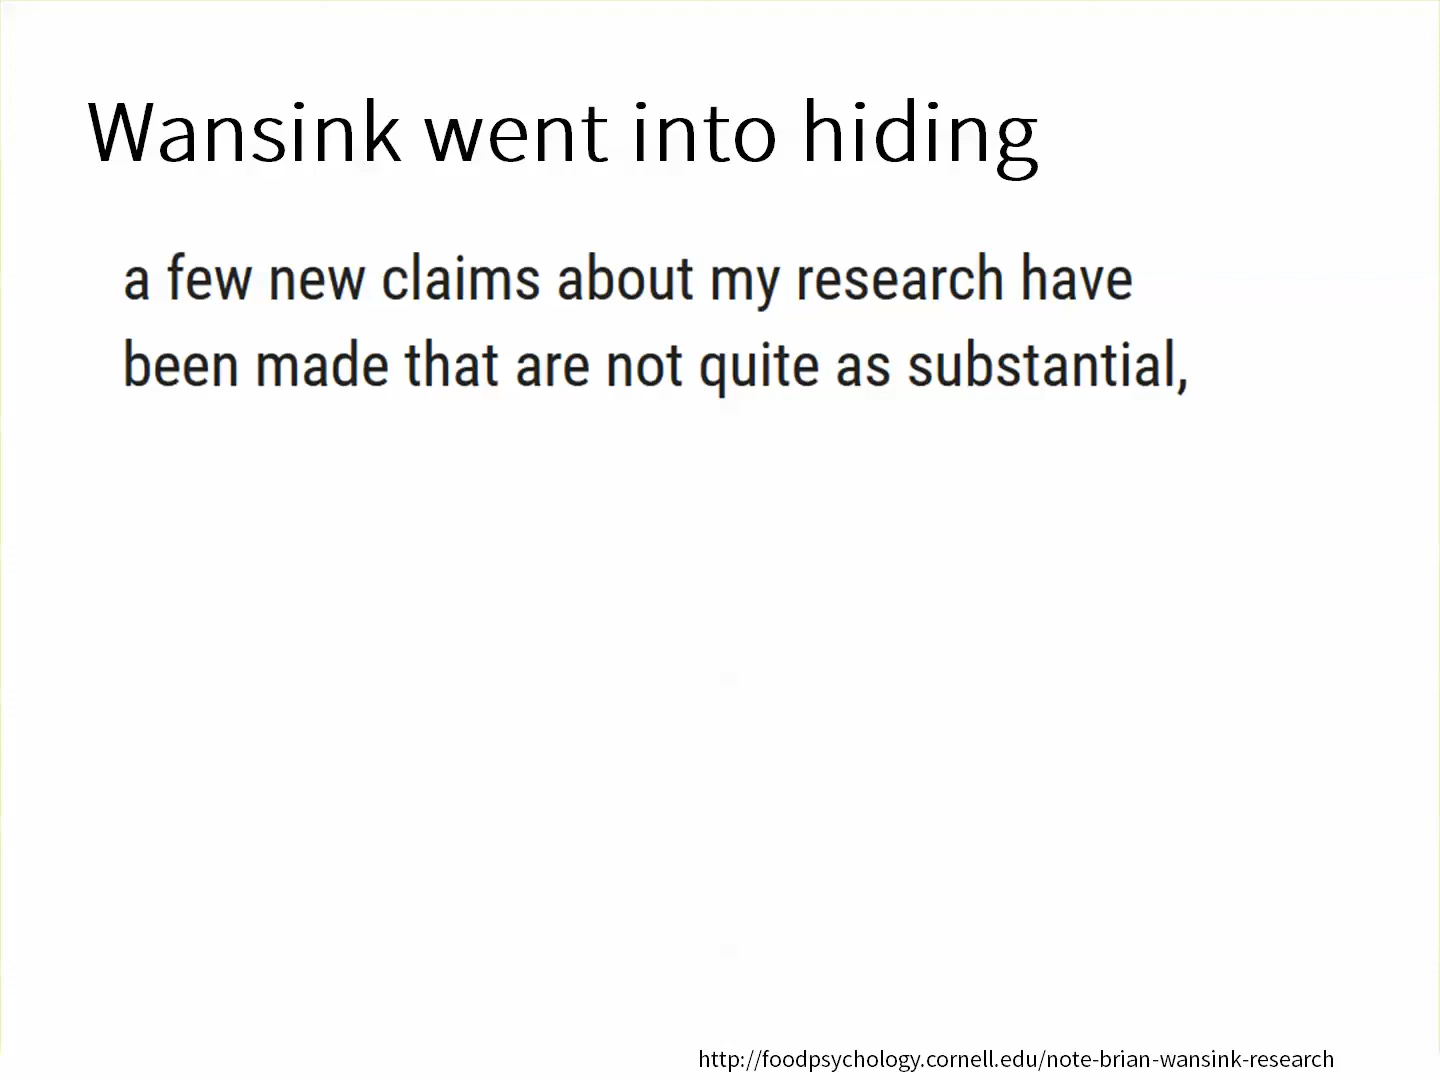 Wansink went into hiding
a few new claims about my research have
been made that are not quite as substantial,
http://foodpsychology.cornell.edu/note-brian-wansink-research